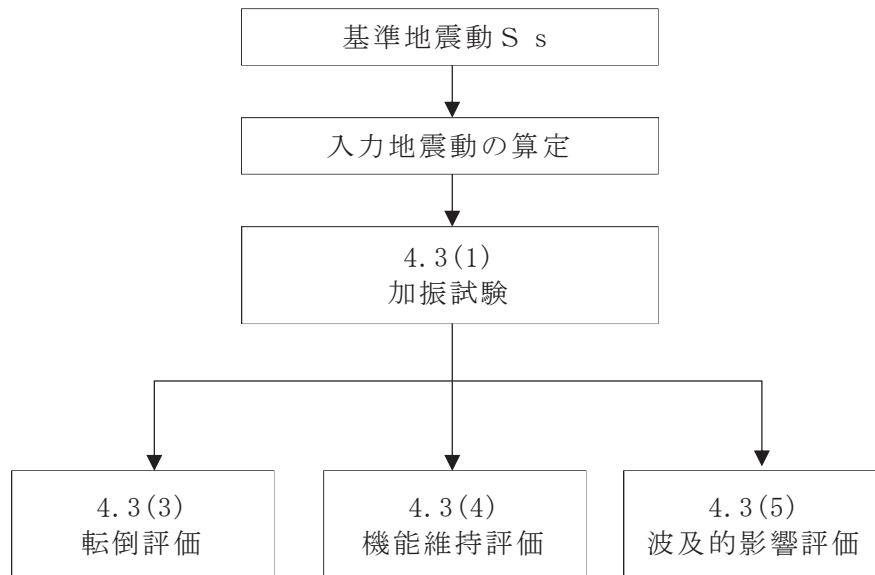 基準地震動Ｓｓ
入力地震動の算定
4.3(1)
加振試験
4.3(3)
転倒評価
4.3(4)
機能維持評価
4.3(5)
波及的影響評価